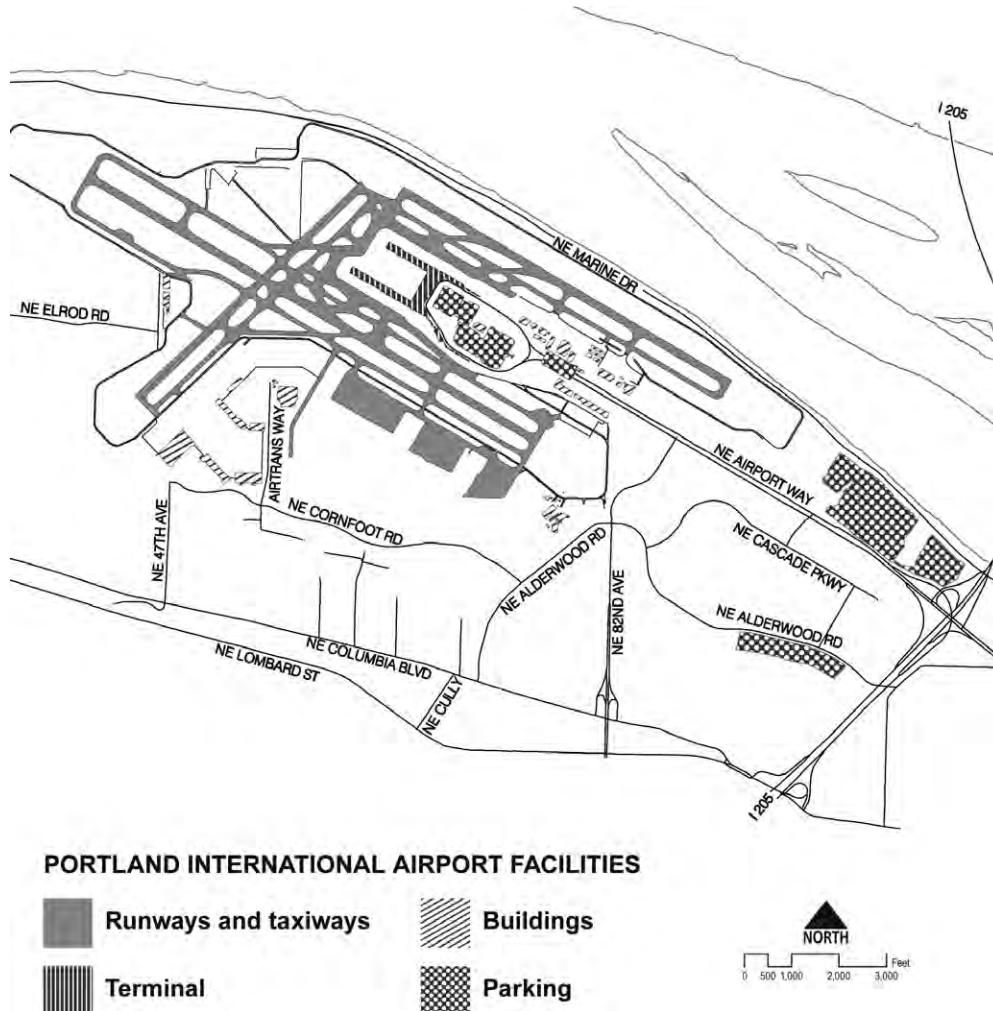 I 205
NE MARINE DR
NE ELROD RD
AIRTRANS WAY
NE AIRPORT WAY
NE CORNFOOT RD
NE 47TH AVE
NE CASCADE PKWY
NE ALDERWOOD RD
NE 82ND AVE
NE ALDERWOOD RD
NE COLUMBIA BLVD
NE LOMBARD ST
NE CULLY
I 205
PORTLAND INTERNATIONAL AIRPORT FACILITIES
Runways and taxiways
Buildings
Terminal
Parking
NORTH
Feet
0 500 1,000 2,000 3,000